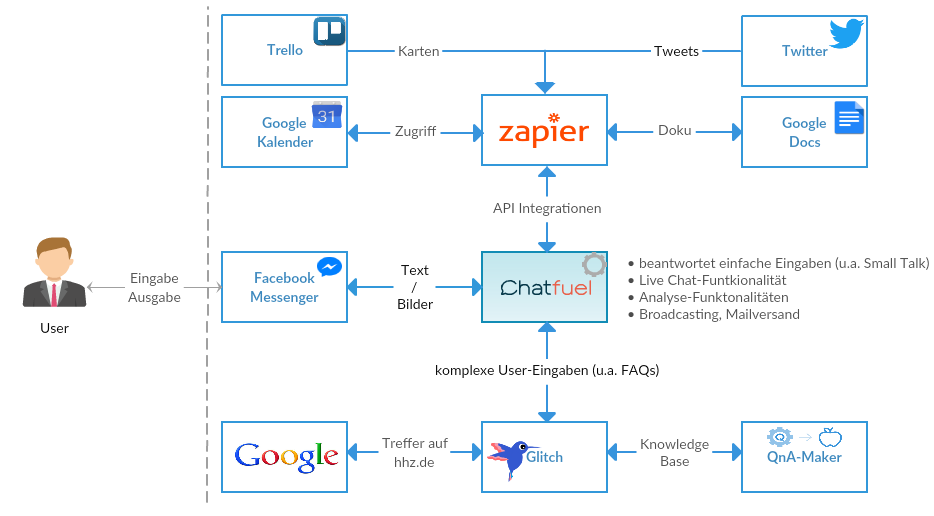 Trello
Karten
Tweets
Twitter
Google
Kalender
31
Zugriff
zapier
Doku
Google
Docs
API Integrationen
User
Eingabe
Ausgabe
Facebook
Messenger
Text
/
Bilder
Chatfuel
• beantwortet einfache Eingaben (u.a. Small Talk)
• Live Chat-Funtkionalität
• Analyse-Funktonalitäten
• Broadcasting, Mailversand
komplexe User-Eingaben (u.a. FAQs)
Google
Treffer auf
hhz.de
Glitch
Knowledge
Base
Q
QnA-Maker